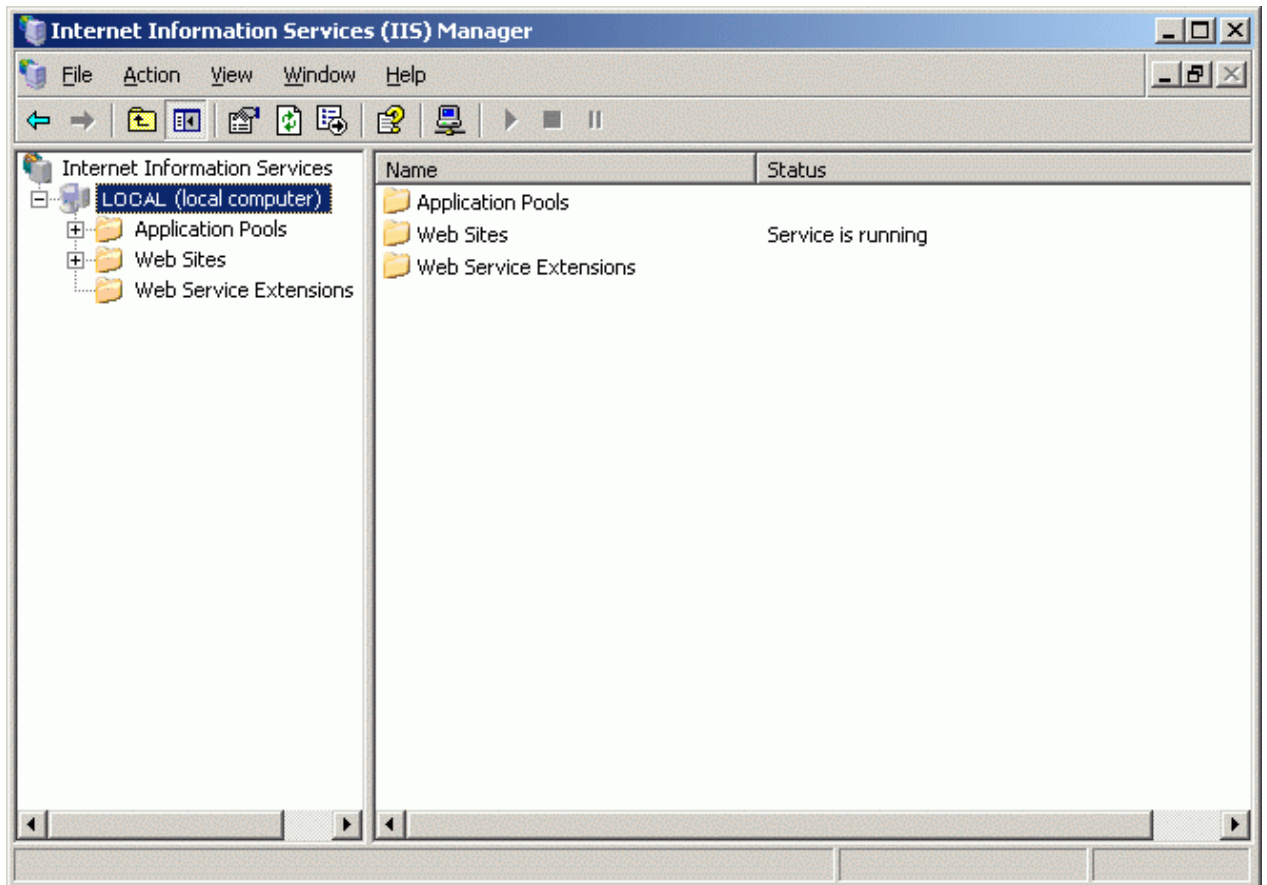 Internet Information Services (IIS) Manager
File Action View Window Help
Internet Information Services
LOCAL (local computer)
Application Pools
Web Sites
Web Service Extensions
Name Status
Application Pools
Web Sites Service is running
Web Service Extensions